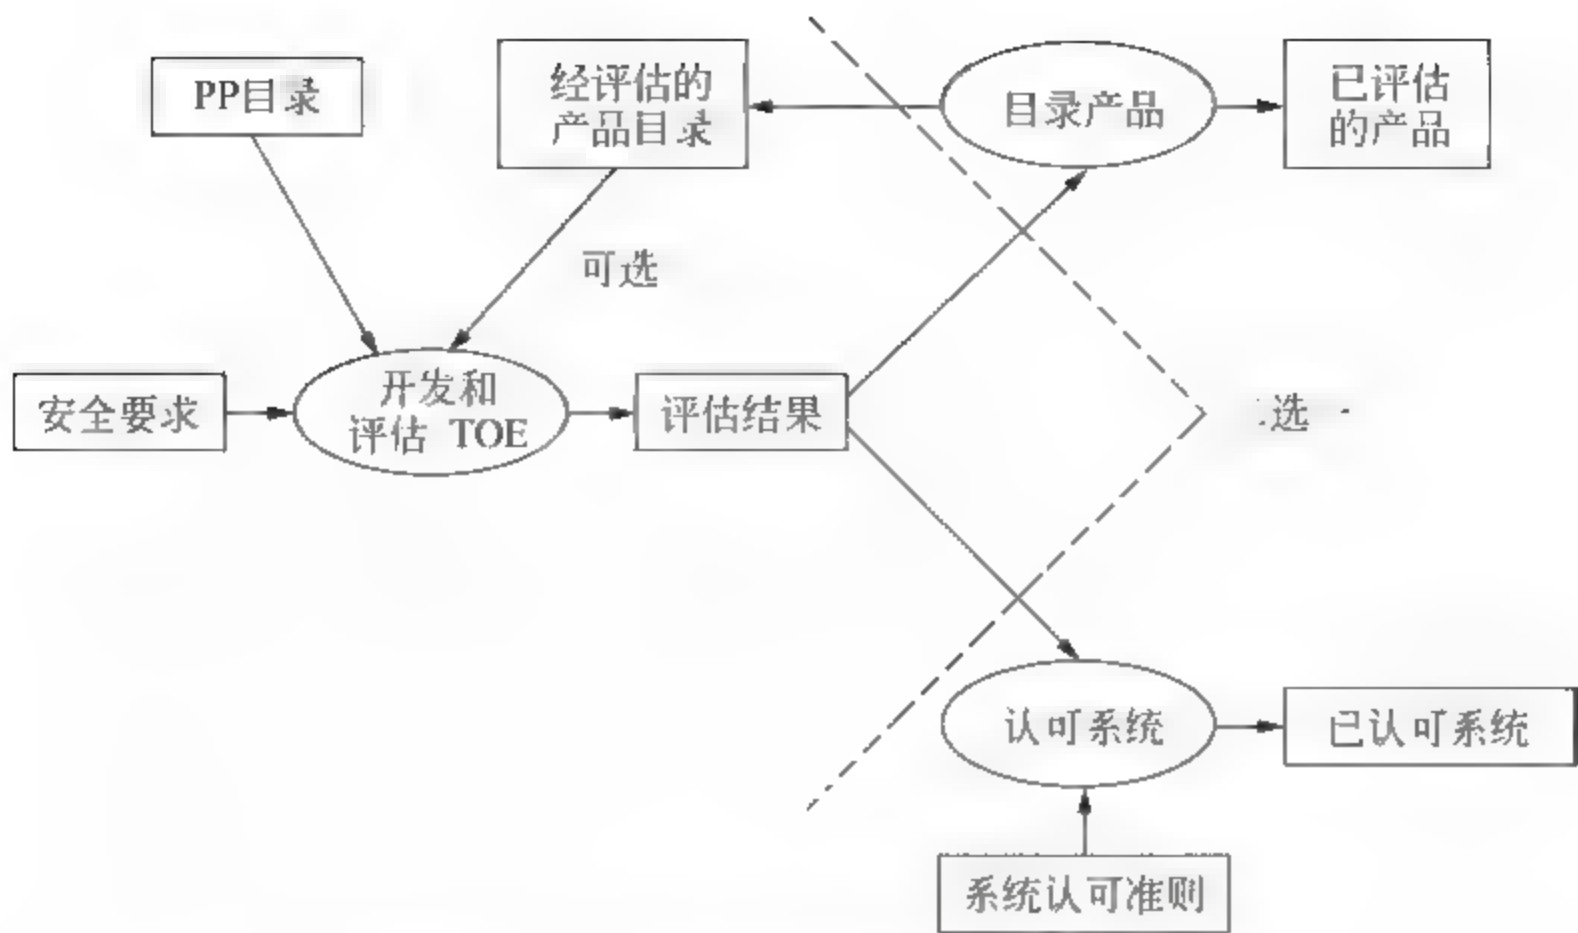 PP目录
经评估的
产品目录
目录产品
已评估
的产品
可选
安全要求
开发和
评估 TOE
评估结果
选
认可系统
已认可系统
系统认可准则